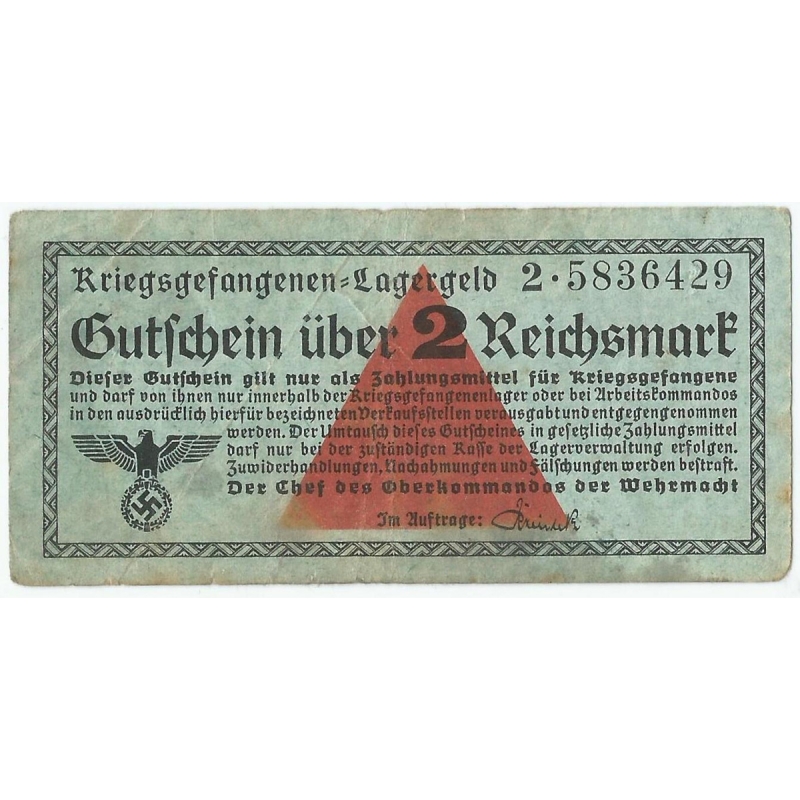 Kriegsgefangenen=Lagergeld 2·5836429
Gutschein über 2 Reichsmark
Dieser Gutschein gilt nur als Zahlungsmittel für Kriegsgefangene
und darf von ihnen nur innerhalb der Kriegsgefangenenlager oder bei Arbeitskommandos
in den ausdrücklich hierfür bezeichneten Verkaufsstellen verausgabt und entgegengenommen
werden. Der Umtausch dieses Gutscheines in gesetzliche Zahlungsmittel
darf nur bei der zuständigen Kasse der Lagerverwaltung erfolgen.
Zuwiderhandlungen, Nachahmungen und Fälschungen werden bestraft.
Der Chef des Oberkommandos der Wehrmacht
Im Auftrage: